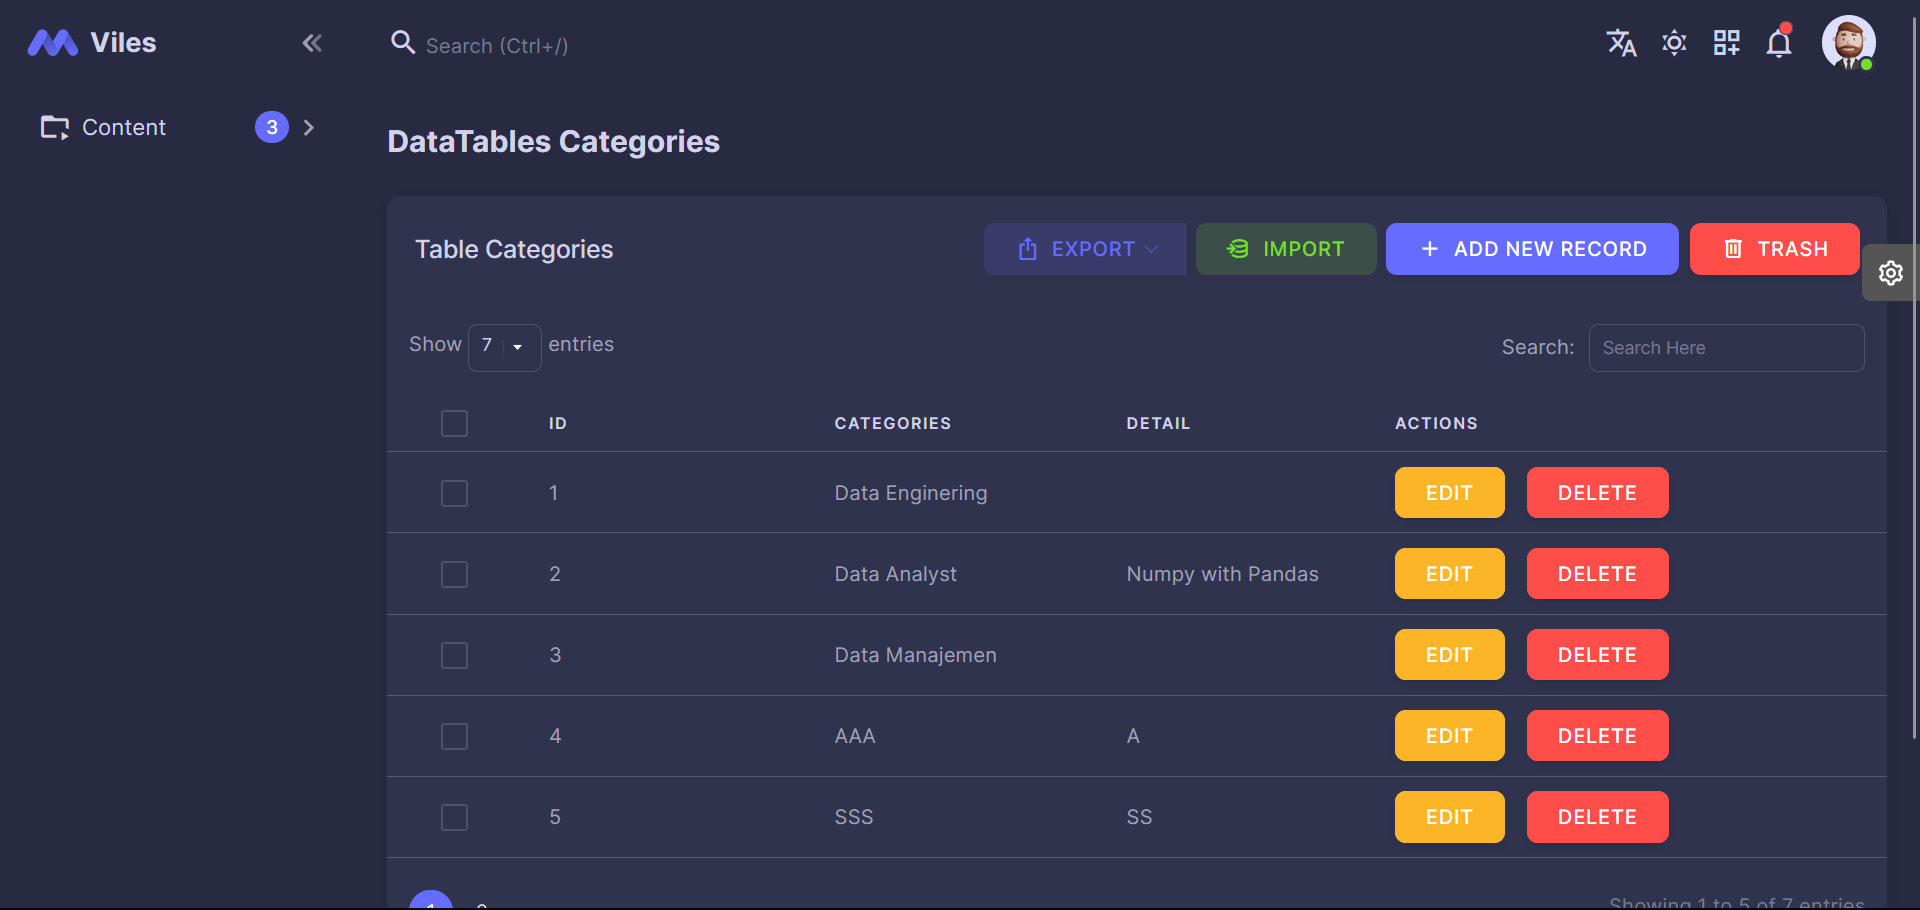 Viles
Search (Ctrl+/)
Content 3
DataTables Categories
Table Categories
EXPORT
IMPORT
+ ADD NEW RECORD
TRASH
Show 7 entries
Search: Search Here
ID CATEGORIES DETAIL ACTIONS
1 Data Enginering EDIT DELETE
2 Data Analyst Numpy with Pandas EDIT DELETE
3 Data Manajemen EDIT DELETE
4 AAA A EDIT DELETE
5 SSS SS EDIT DELETE
1
Showing 1 to 5 of 7 entries